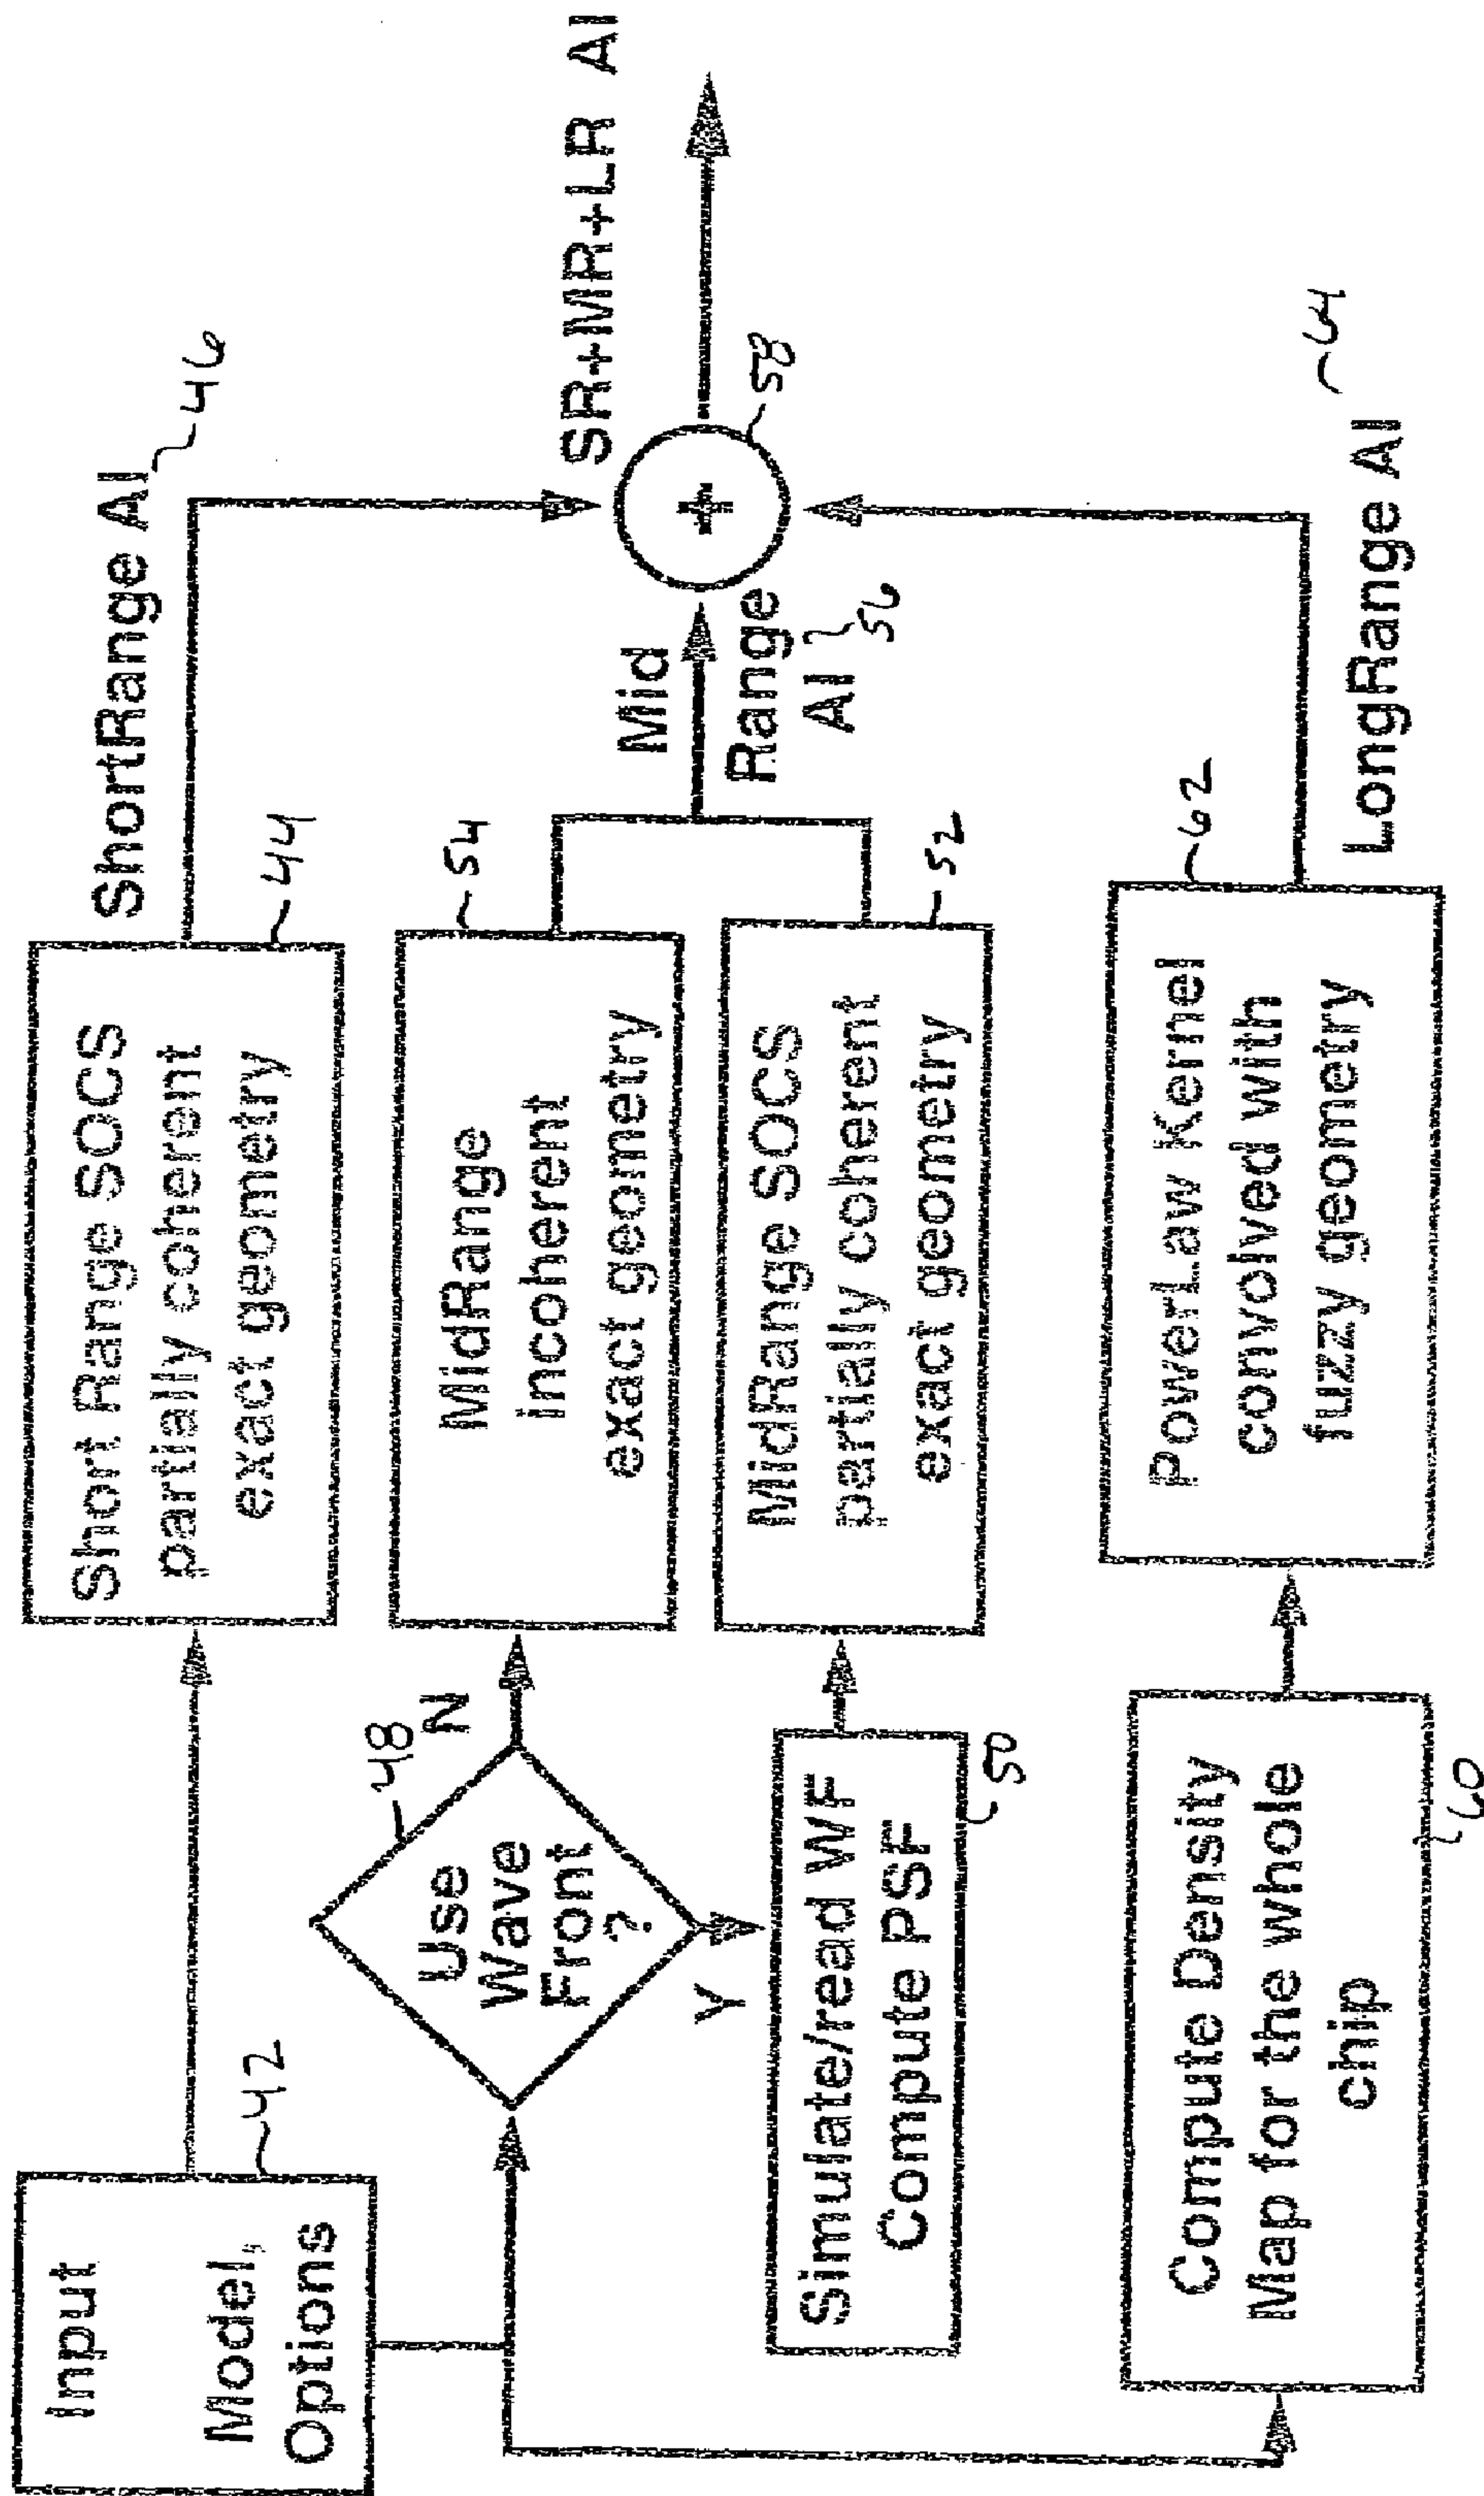 Input
Model,
Options
42
Short Range SOCS
partially coherent
exact geometry
44
ShortRange AI
46
Use
Wave
Front
?
48
N
Y
MidRange
incoherent
exact geometry
54
Simulate/read WF
Compute PSF
50
MidRange SOCS
partially coherent
exact geometry
52
Mid
Range
AI
56
+
58
SR+MR+LR AI
Compute Density
Map for the whole
chip
60
PowerLaw Kernel
convolved with
fuzzy geometry
62
LongRange AI
64